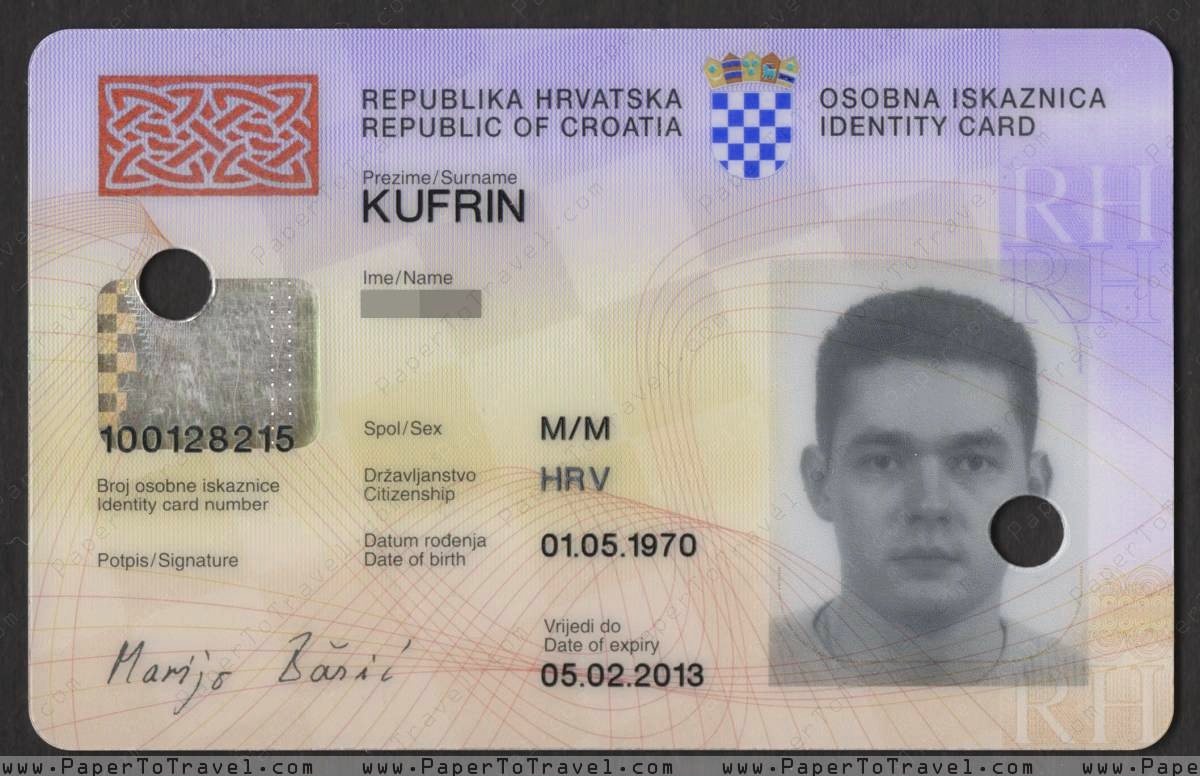 REPUBLIKA HRVATSKA
REPUBLIC OF CROATIA
OSOBNA ISKAZNICA
IDENTITY CARD
Prezime/Surname
KUFRIN
Ime/Name
100128215
Broj osobne iskaznice
Identity card number
Potpis/Signature
Marijo Bašić
Spol/Sex
M/M
Državljanstvo
Citizenship
HRV
Datum rođenja
Date of birth
01.05.1970
Vrijedi do
Date of expiry
05.02.2013
RH
RH
RH
www.PaperToTravel.com www.PaperToTravel.com www.PaperToTravel.com